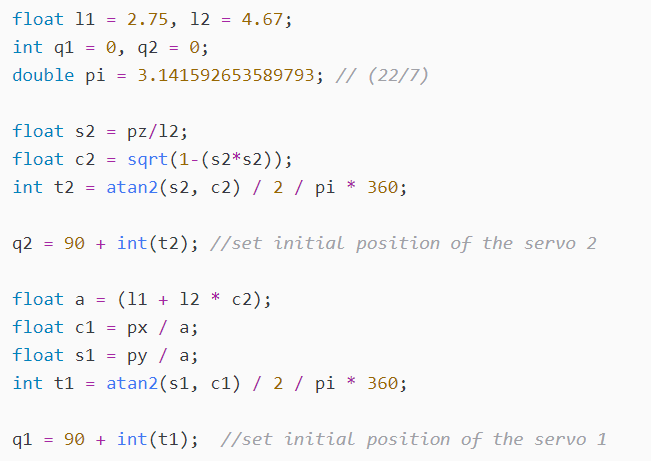 float l1 = 2.75, l2 = 4.67;
int q1 = 0, q2 = 0;
double pi = 3.141592653589793; // (22/7)
float s2 = pz/l2;
float c2 = sqrt(1-(s2*s2));
int t2 = atan2(s2, c2) / 2 / pi * 360;
q2 = 90 + int(t2); //set initial position of the servo 2
float a = (l1 + l2 * c2);
float c1 = px / a;
float s1 = py / a;
int t1 = atan2(s1, c1) / 2 / pi * 360;
q1 = 90 + int(t1);  //set initial position of the servo 1